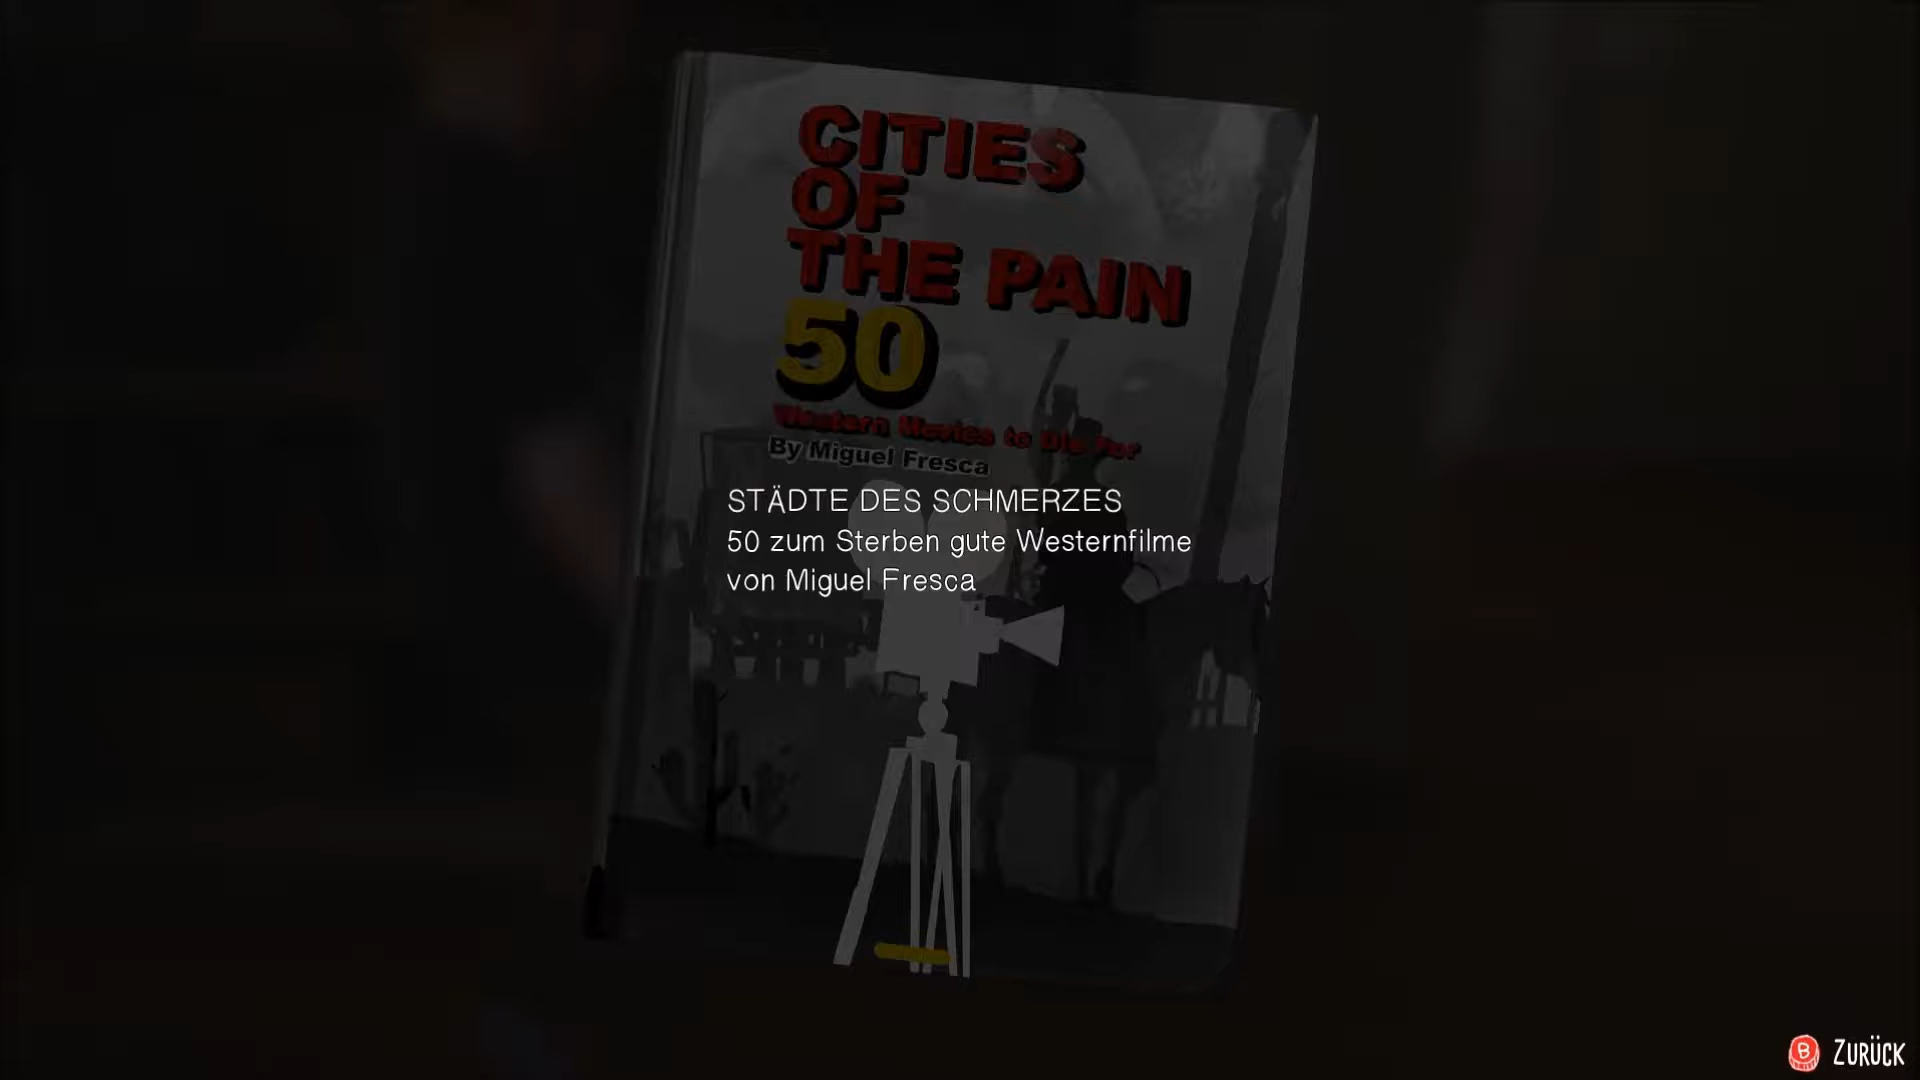 CITIES
OF
THE PAIN
50
Western Movies to Die For
By Miguel Fresca
STÄDTE DES SCHMERZES
50 zum Sterben gute Westernfilme
von Miguel Fresca
B ZURÜCK